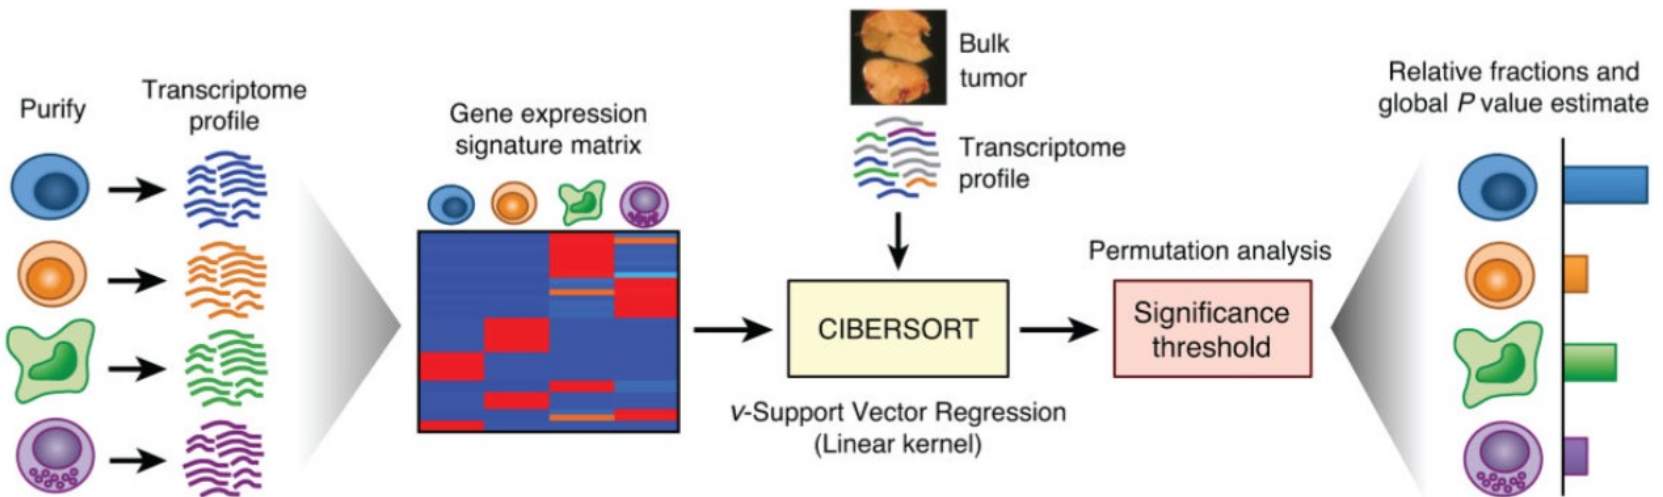 Purify
Transcriptome
profile
Gene expression
signature matrix
Bulk
tumor
Transcriptome
profile
CIBERSORT
ν-Support Vector Regression
(Linear kernel)
Permutation analysis
Significance
threshold
Relative fractions and
global P value estimate